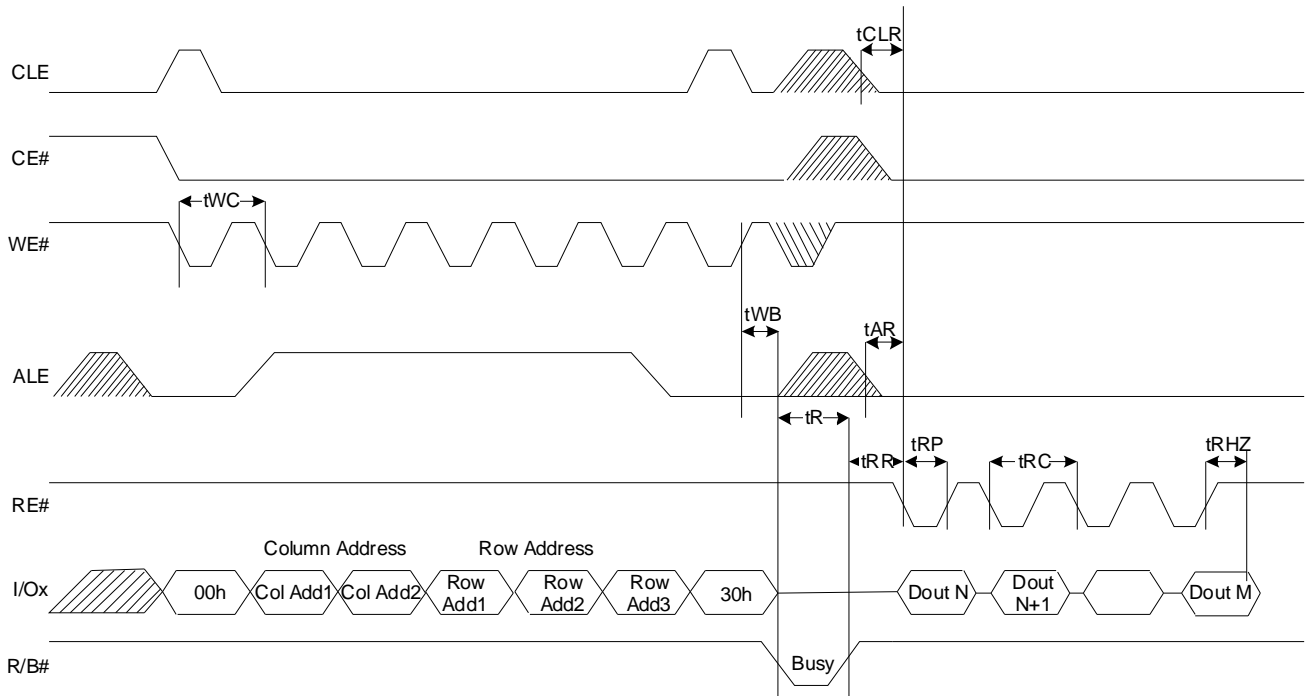 tCLR
CLE
CE#
tWC
WE#
tWB
tAR
ALE
tR
tRR
tRP
tRC
tRHZ
RE#
Column Address
Row Address
I/Ox
00h
Col Add1
Col Add2
Row
Add1
Row
Add2
Row
Add3
30h
Dout N
Dout
N+1
Dout M
R/B#
Busy